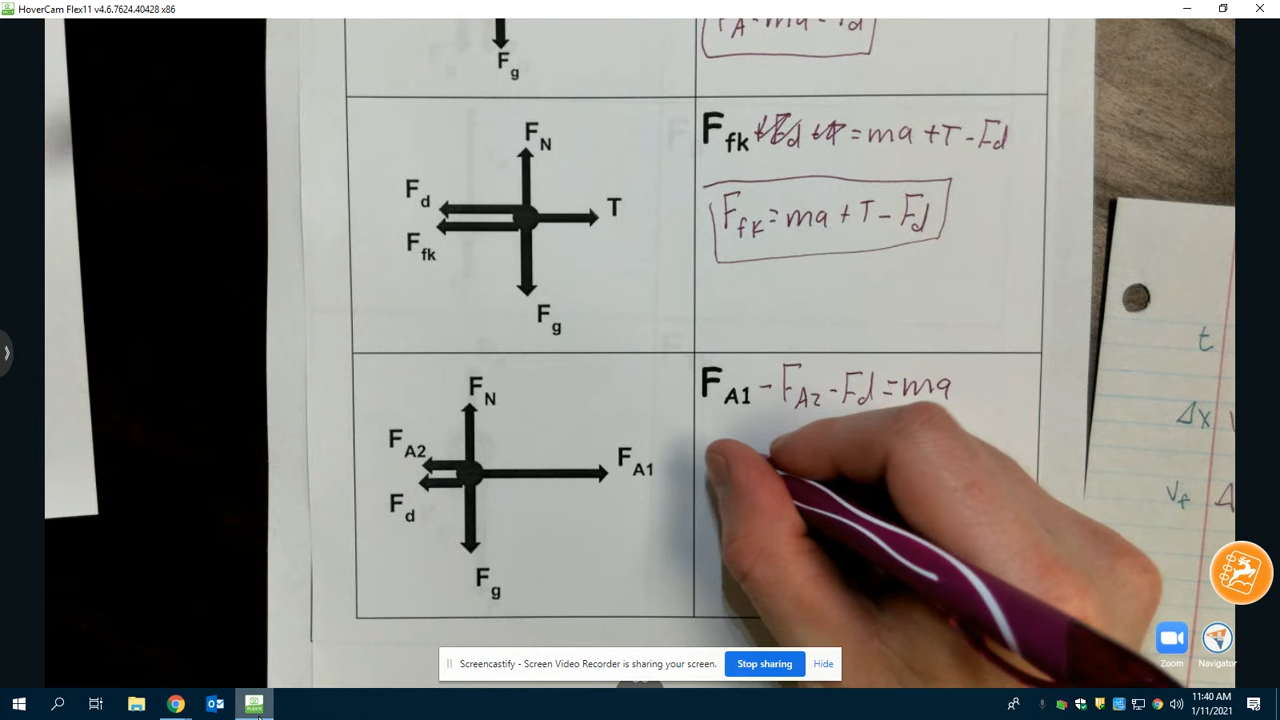 HoverCam Flex11 v4.6.7624.40428 x86
F_A = ma - F_d
F_g
F_N
F_d
T
F_fk
F_g
F_fk = ma + T - F_d
F_fk = ma + T - F_d
F_N
F_A2
F_A1
F_d
F_g
F_A1 - F_A2 - F_d = ma
t
Δx
v_f Δ
Zoom
Navigator
Screencastify - Screen Video Recorder is sharing your screen.
Stop sharing
Hide
11:40 AM
1/11/2021